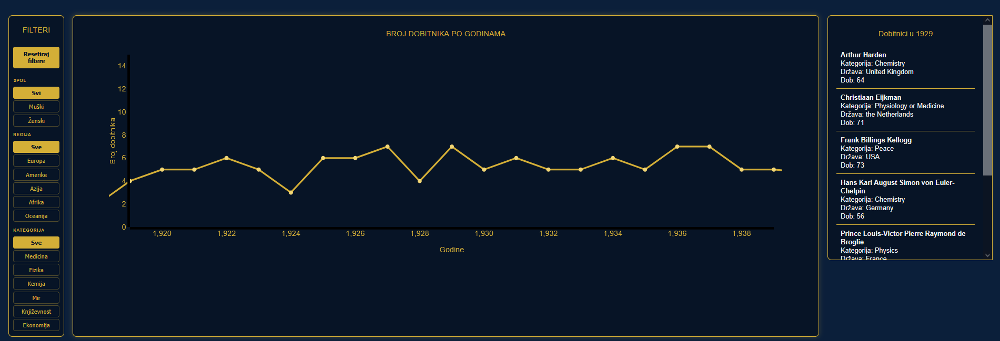 FILTERI
Resetiraj
filtere
SPOL
Svi
Muški
Ženski
REGIJA
Sve
Europa
Amerike
Azija
Afrika
Oceanija
KATEGORIJA
Sve
Medicina
Fizika
Kemija
Mir
Književnost
Ekonomija
BROJ DOBITNIKA PO GODINAMA
Broj dobitnika
14
12
10
8
6
4
2
0
1,920 1,922 1,924 1,926 1,928 1,930 1,932 1,934 1,936 1,938
Godine
Dobitnici u 1929
Arthur Harden
Kategorija: Chemistry
Država: United Kingdom
Dob: 64
Christiaan Eijkman
Kategorija: Physiology or Medicine
Država: the Netherlands
Dob: 71
Frank Billings Kellogg
Kategorija: Peace
Država: USA
Dob: 73
Hans Karl August Simon von Euler-
Chelpin
Kategorija: Chemistry
Država: Germany
Dob: 56
Prince Louis-Victor Pierre Raymond de
Broglie
Kategorija: Physics
Država: France